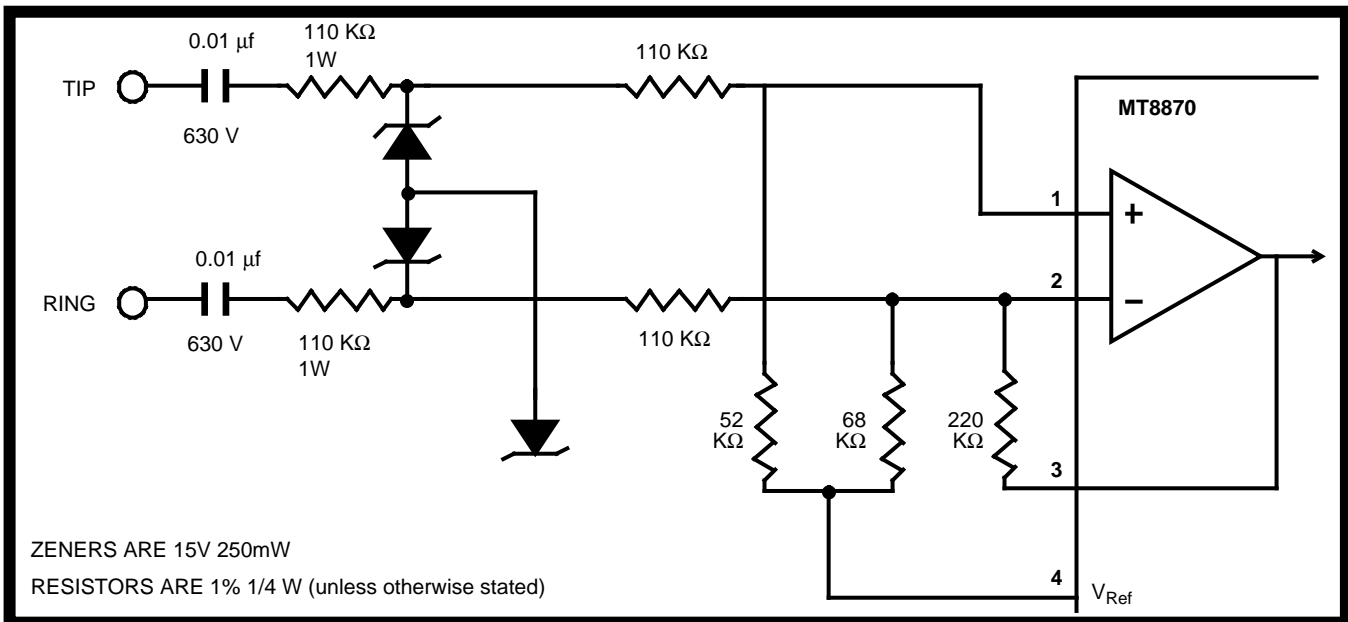 0.01 μf
110 KΩ
1W
110 KΩ
TIP
630 V
MT8870
1
+
0.01 μf
RING
2
−
630 V
110 KΩ
1W
110 KΩ
52
KΩ
68
KΩ
220
KΩ
3
ZENERS ARE 15V 250mW
RESISTORS ARE 1% 1/4 W (unless otherwise stated)
4
VRef